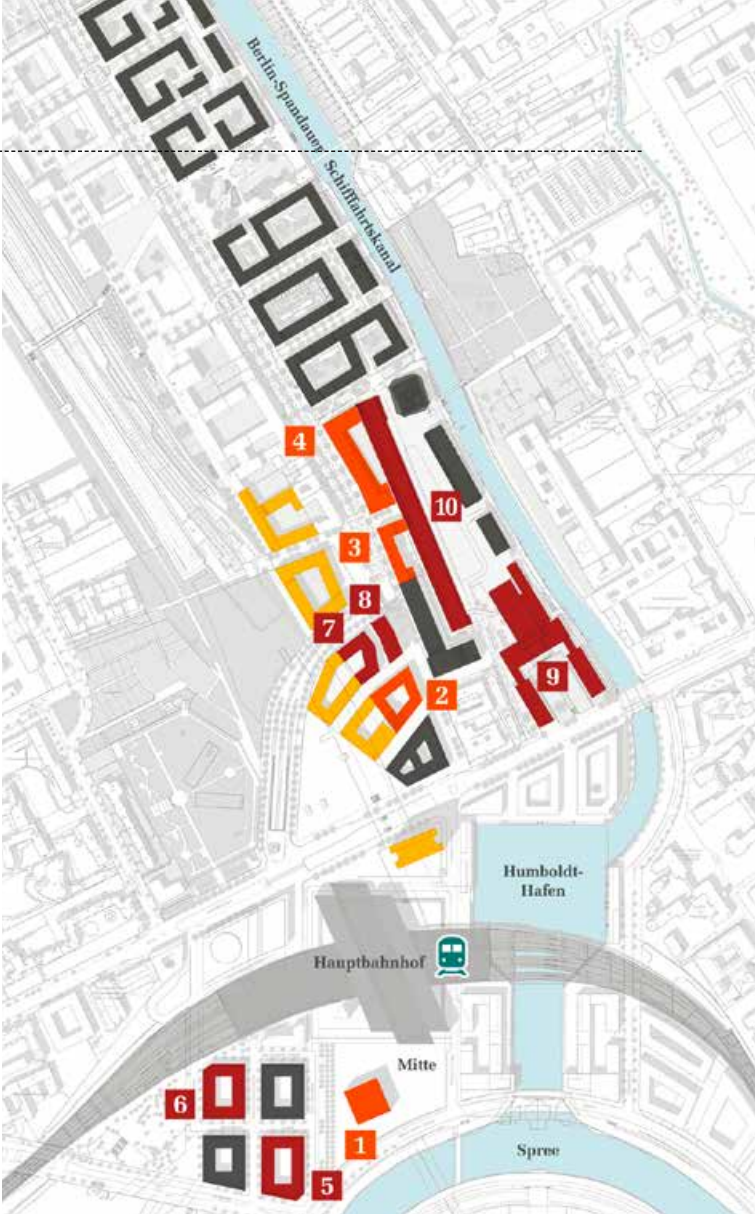 Berlin-Spandauer Schifffahrtskanal
4
10
3
8
7
9
2
Humboldt-
Hafen
Hauptbahnhof
Mitte
6
1
Spree
5